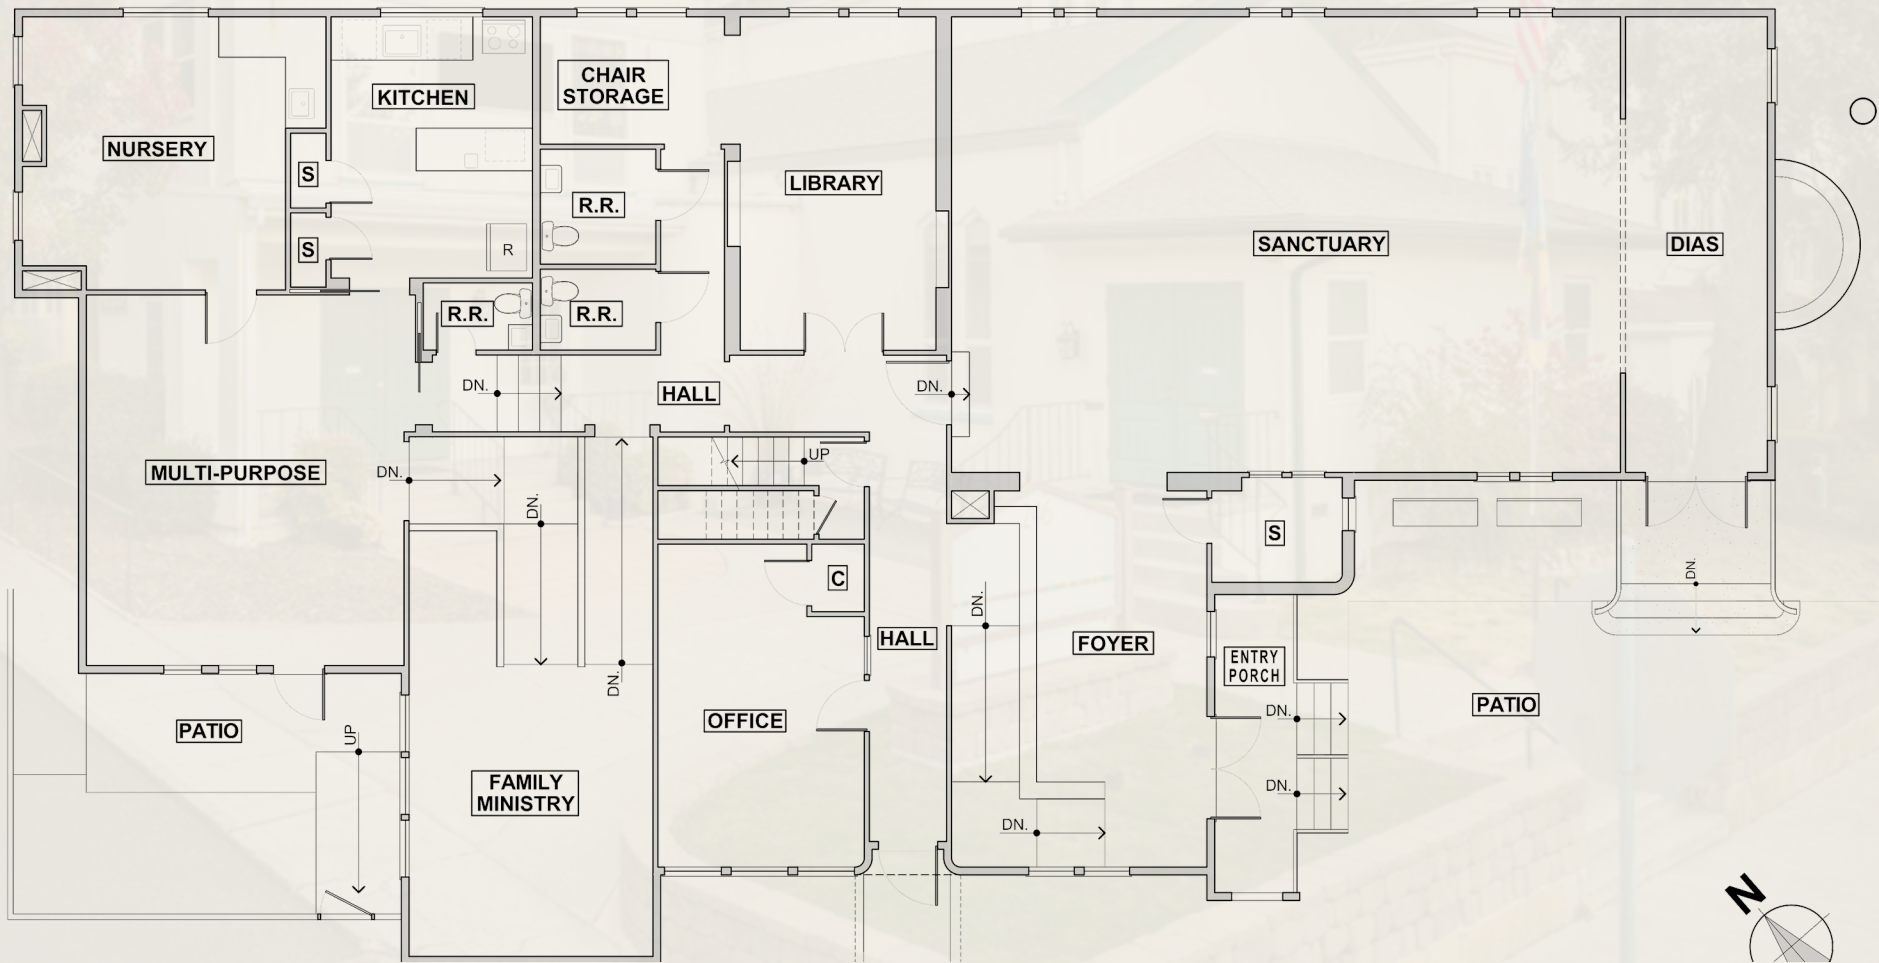 CHAIR
STORAGE
KITCHEN
NURSERY
S
LIBRARY
R.R.
S
R
SANCTUARY
DIAS
R.R.
R.R.
DN.
HALL
DN.
UP
MULTI-PURPOSE
DN.
DN.
S
C
DN.
DN.
HALL
FOYER
ENTRY
PORCH
DN.
PATIO
UP
OFFICE
DN.
PATIO
FAMILY
MINISTRY
DN.
DN.
N